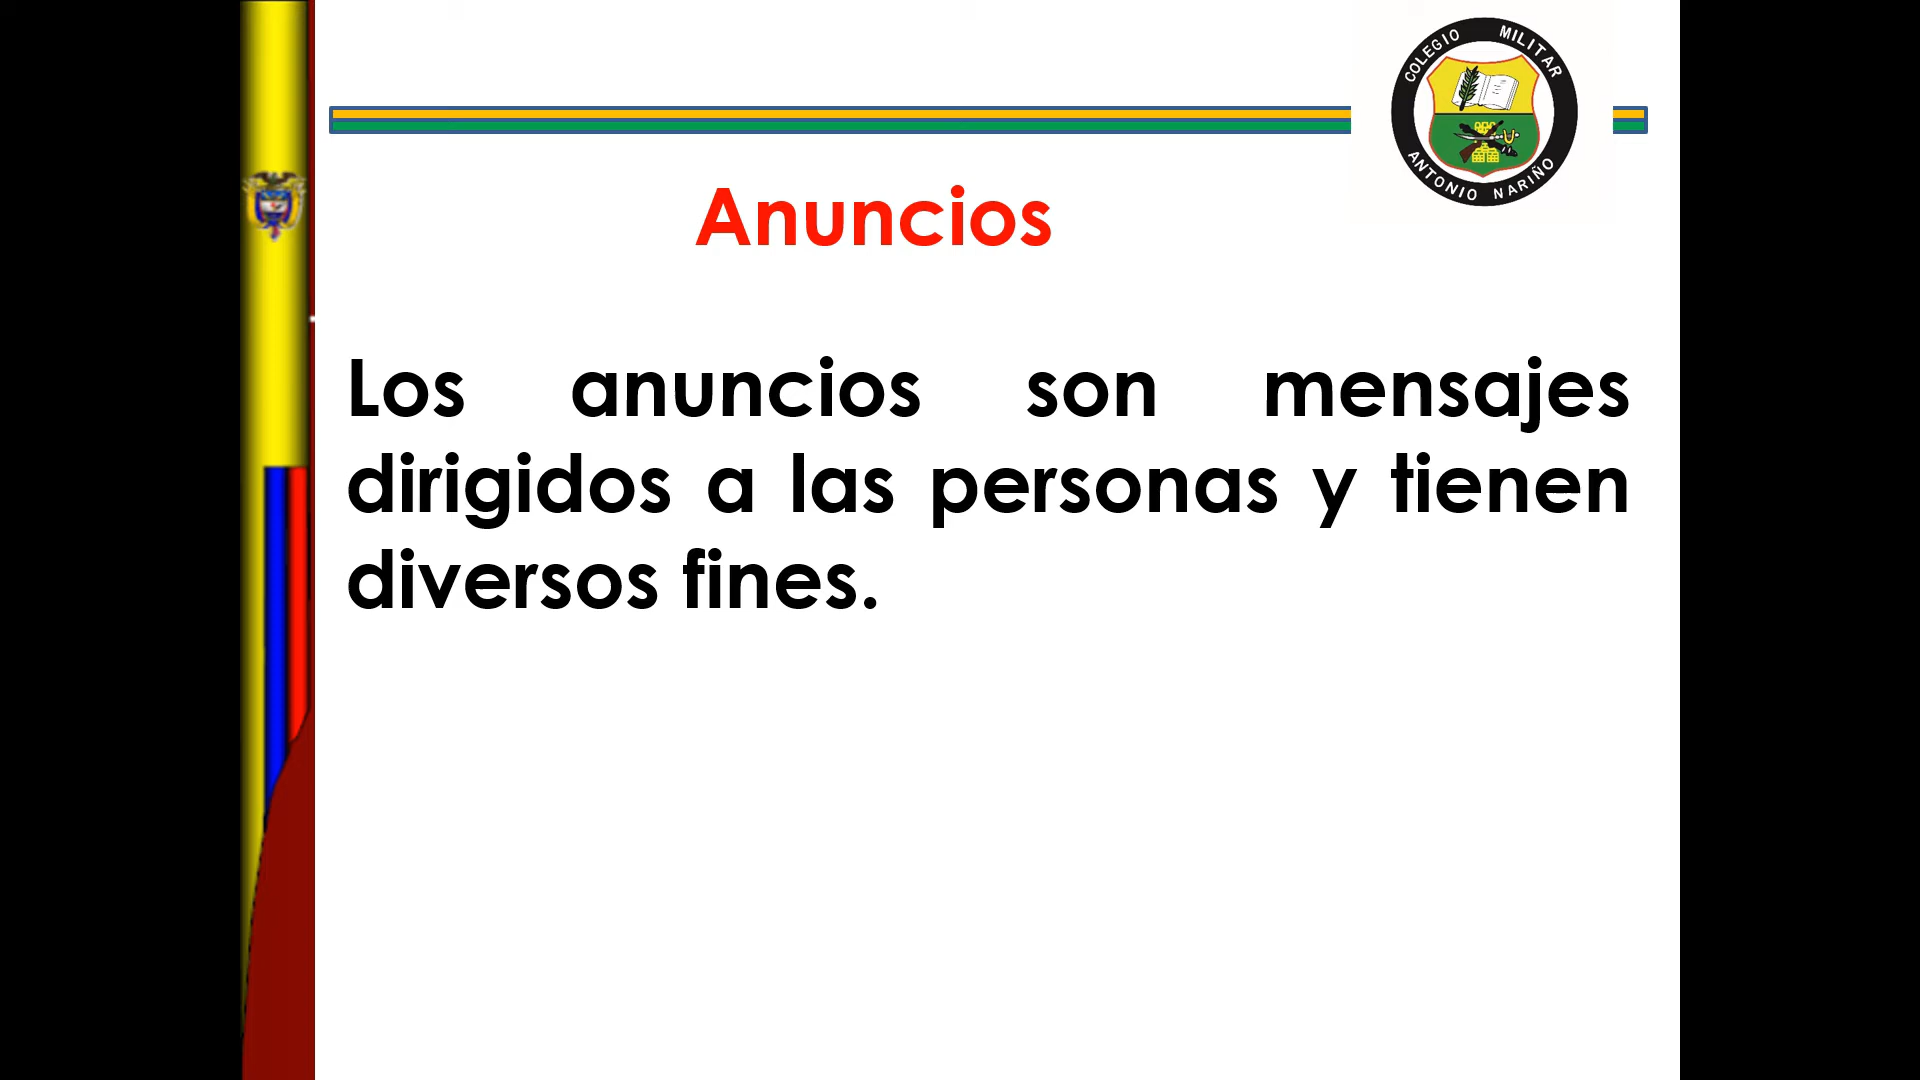 COLEGIO MILITAR
ANTONIO NARIÑO
Anuncios
Los anuncios son mensajes
dirigidos a las personas y tienen
diversos fines.